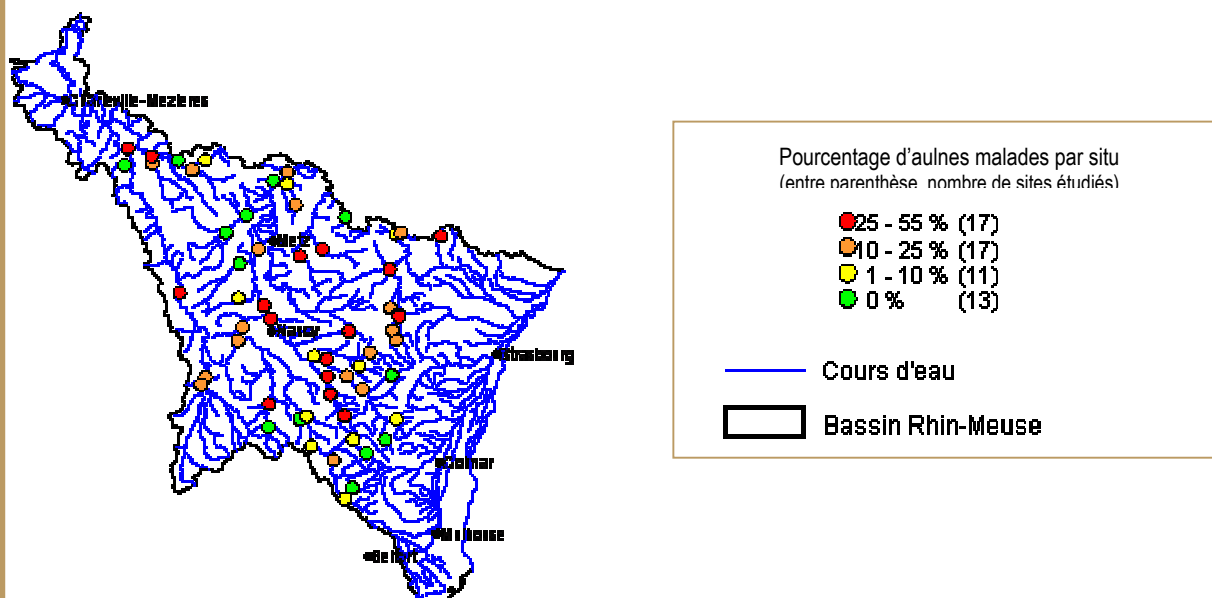 Charleville-Mezieres
Metz
Nancy
Strasbourg
Colmar
Mulhouse
Belfort
Pourcentage d'aulnes malades par situ
(entre parenthèse, nombre de sites étudiés)
25 - 55 % (17)
10 - 25 % (17)
1 - 10 % (11)
0 % (13)
Cours d'eau
Bassin Rhin-Meuse